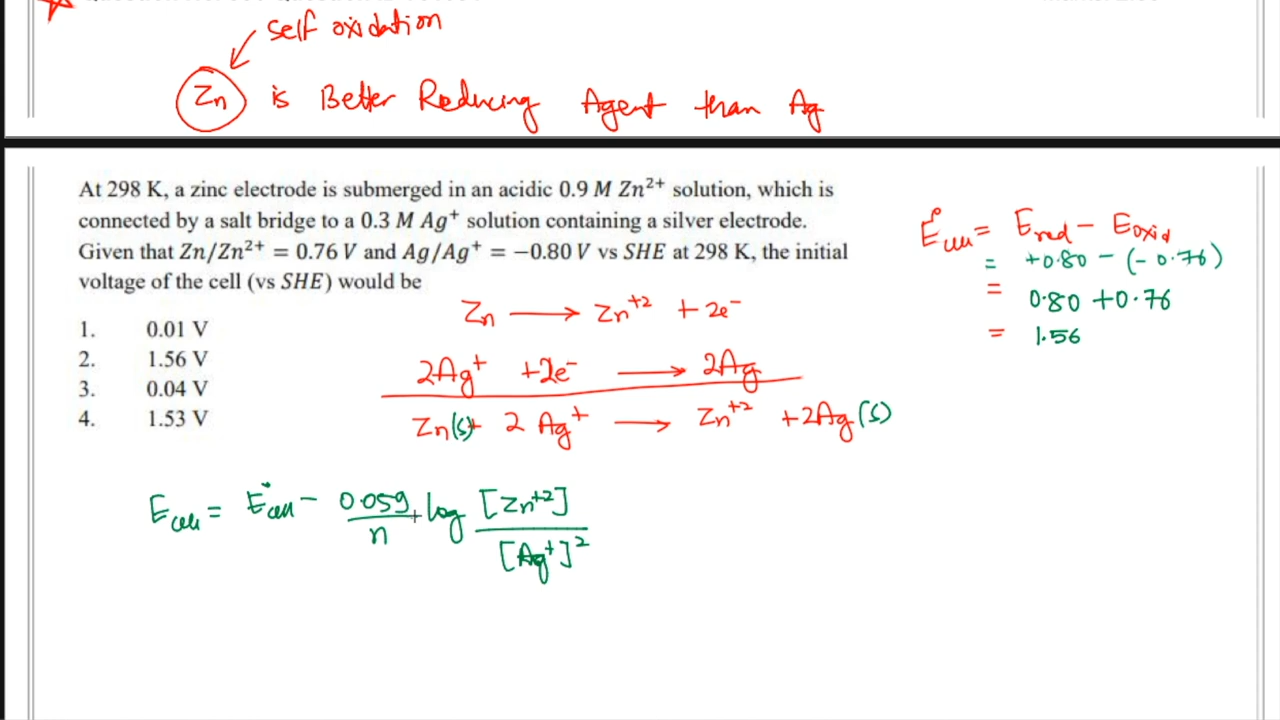 self oxidation
Zn is Better Reducing Agent than Ag
At 298 K, a zinc electrode is submerged in an acidic 0.9 M Zn²⁺ solution, which is
connected by a salt bridge to a 0.3 M Ag⁺ solution containing a silver electrode.
Given that Zn/Zn²⁺ = 0.76 V and Ag/Ag⁺ = −0.80 V vs SHE at 298 K, the initial
voltage of the cell (vs SHE) would be
1. 0.01 V
2. 1.56 V
3. 0.04 V
4. 1.53 V
E°cell = Ered − Eoxid
= +0.80 − (−0.76)
= 0.80 + 0.76
= 1.56
Zn ⟶ Zn⁺² + 2e⁻
2Ag⁺ + 2e⁻ ⟶ 2Ag
Zn(s) + 2 Ag⁺ ⟶ Zn⁺² + 2Ag(s)
Ecell = E°cell − 0.059/n log [Zn⁺²]/[Ag⁺]²